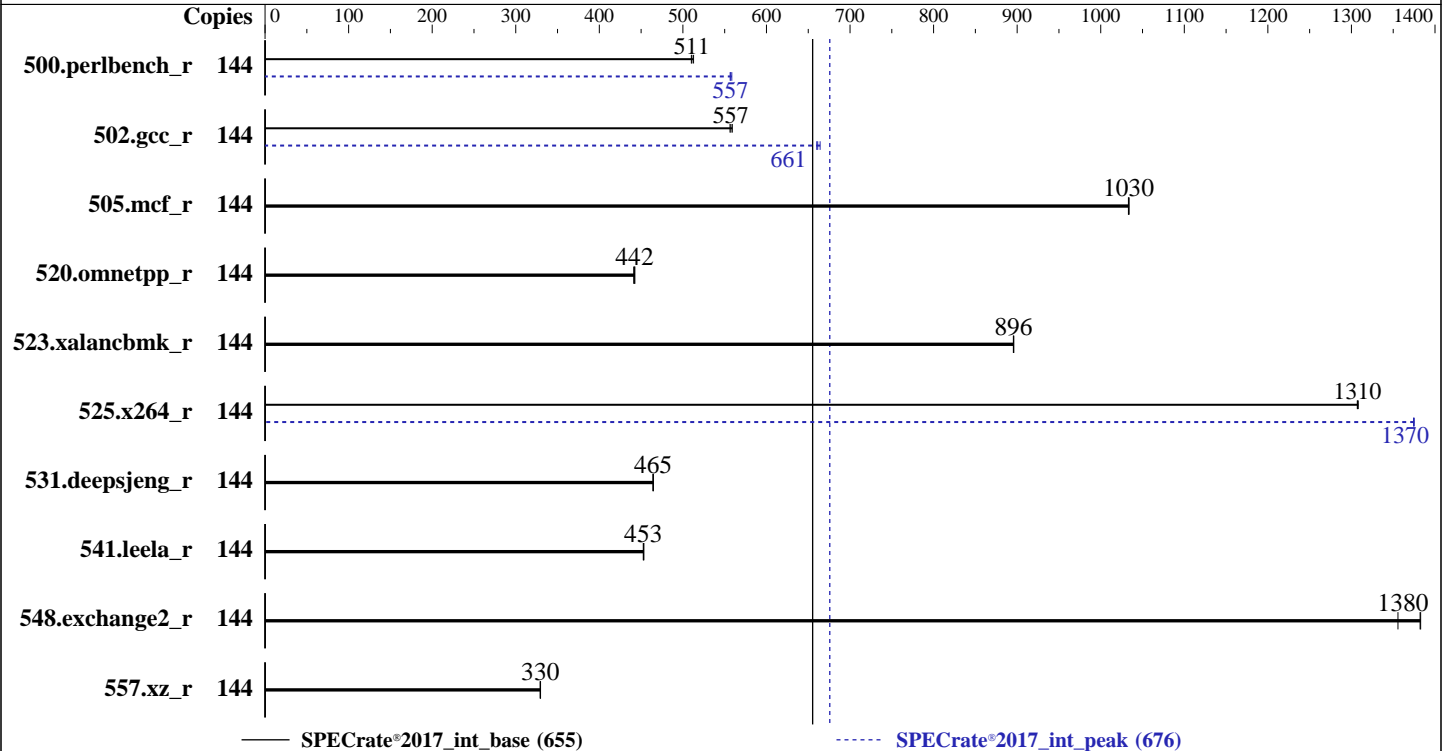 Copies 0 100 200 300 400 500 600 700 800 900 1000 1100 1200 1300 1400
500.perlbench_r 144 511
557
502.gcc_r 144 557
661
505.mcf_r 144 1030
520.omnetpp_r 144 442
523.xalancbmk_r 144 896
525.x264_r 144 1310
1370
531.deepsjeng_r 144 465
541.leela_r 144 453
548.exchange2_r 144 1380
557.xz_r 144 330
SPECrate®2017_int_base (655) SPECrate®2017_int_peak (676)